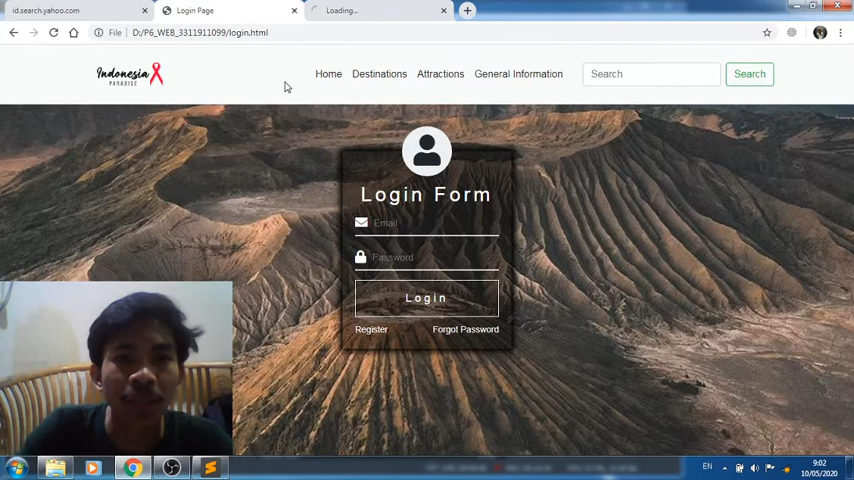 id.search.yahoo.com
Login Page
Loading...
File D:/P6_WEB_3311911099/login.html
Indonesia
PARADISE
Home Destinations Attractions General Information Search Search
Login Form
Email
Password
Login
Register Forgot Password
EN
9:02
10/05/2020